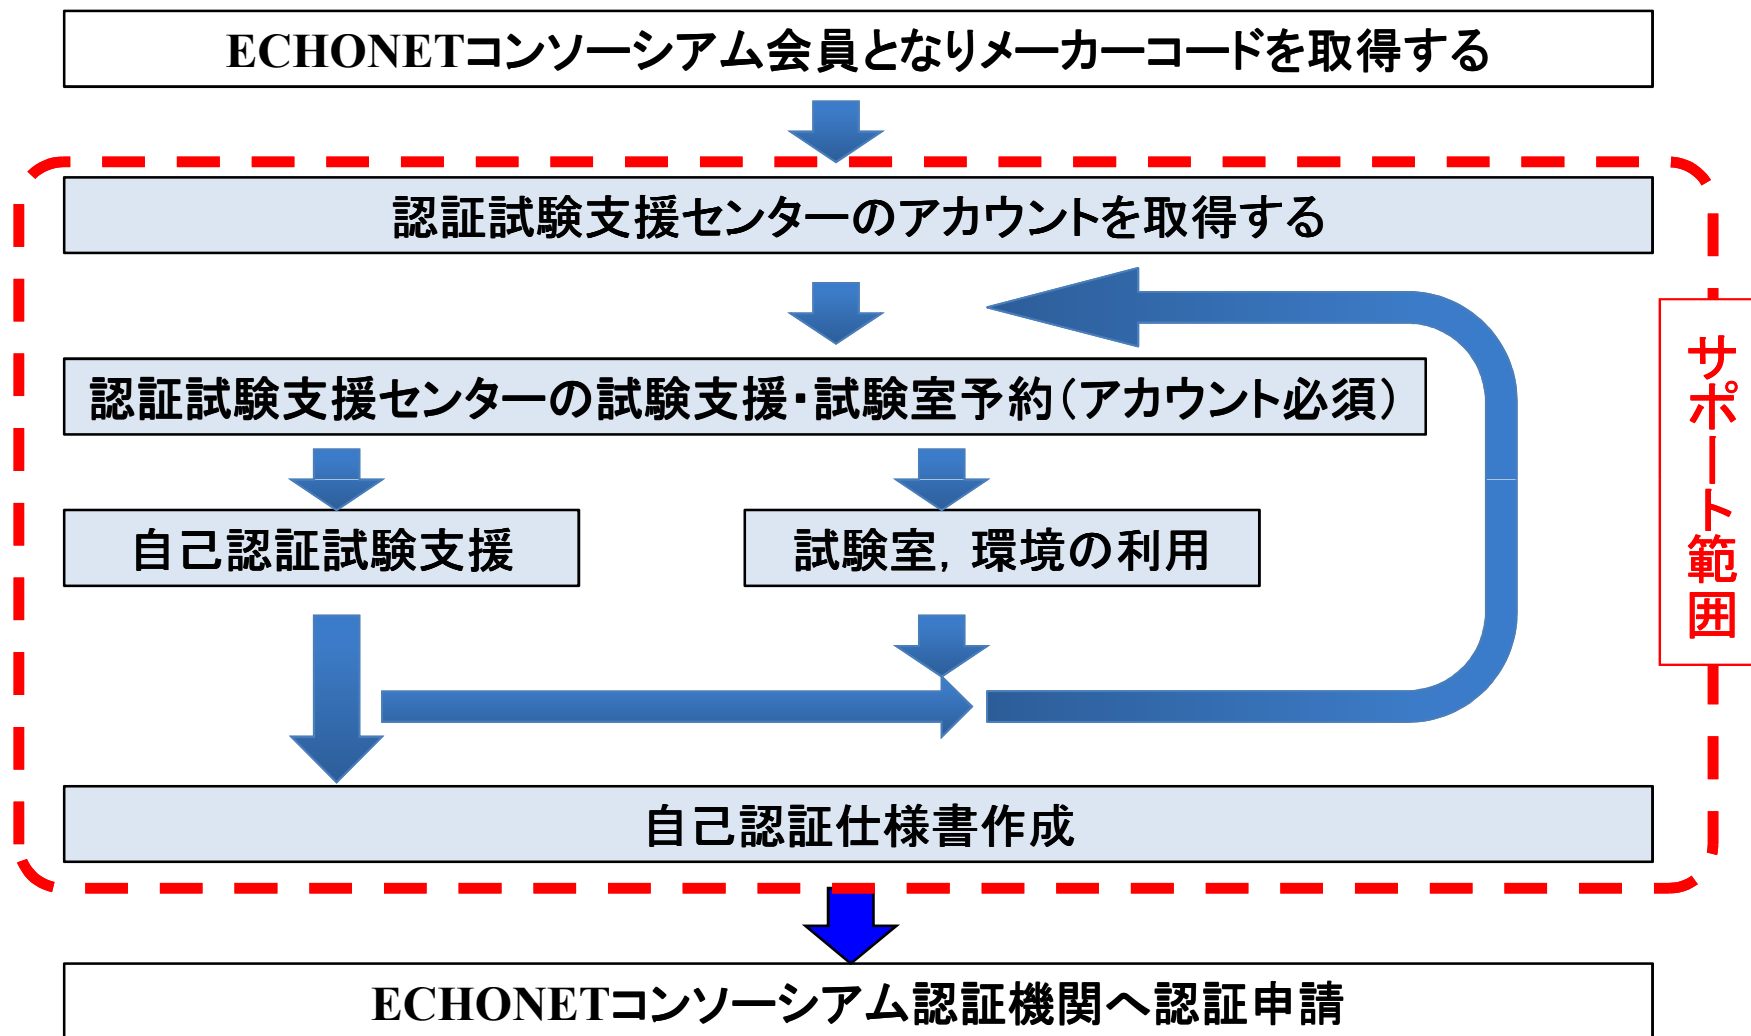 ECHONETコンソーシアム会員となりメーカーコードを取得する
認証試験支援センターのアカウントを取得する
認証試験支援センターの試験支援・試験室予約(アカウント必須)
自己認証試験支援
試験室, 環境の利用
サポート範囲
自己認証仕様書作成
ECHONETコンソーシアム認証機関へ認証申請